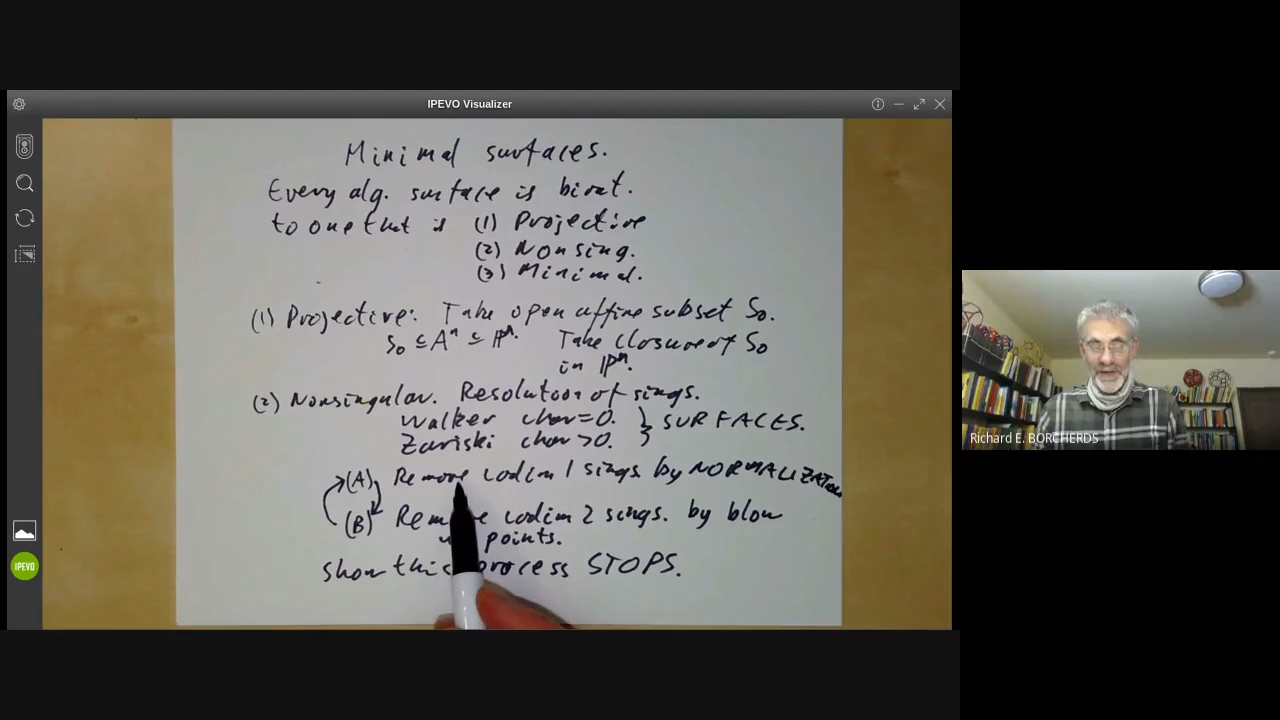 IPEVO Visualizer
Minimal surfaces.
Every alg. surface is birat.
to one that is (1) Projective
(2) Nonsing.
(3) Minimal.
(1) Projective: Take open affine subset S₀.
S₀ ⊆ Aⁿ ⊆ Pⁿ. Take closure of S₀
in Pⁿ.
(2) Nonsingular. Resolution of sings.
Walker char=0. } SURFACES.
Zariski char>0.
(A) Remove codim 1 sings by NORMALIZATION
(B) Remove codim 2 sings. by blow
points.
show this process STOPS.
IPEVO
Richard E. BORCHERDS